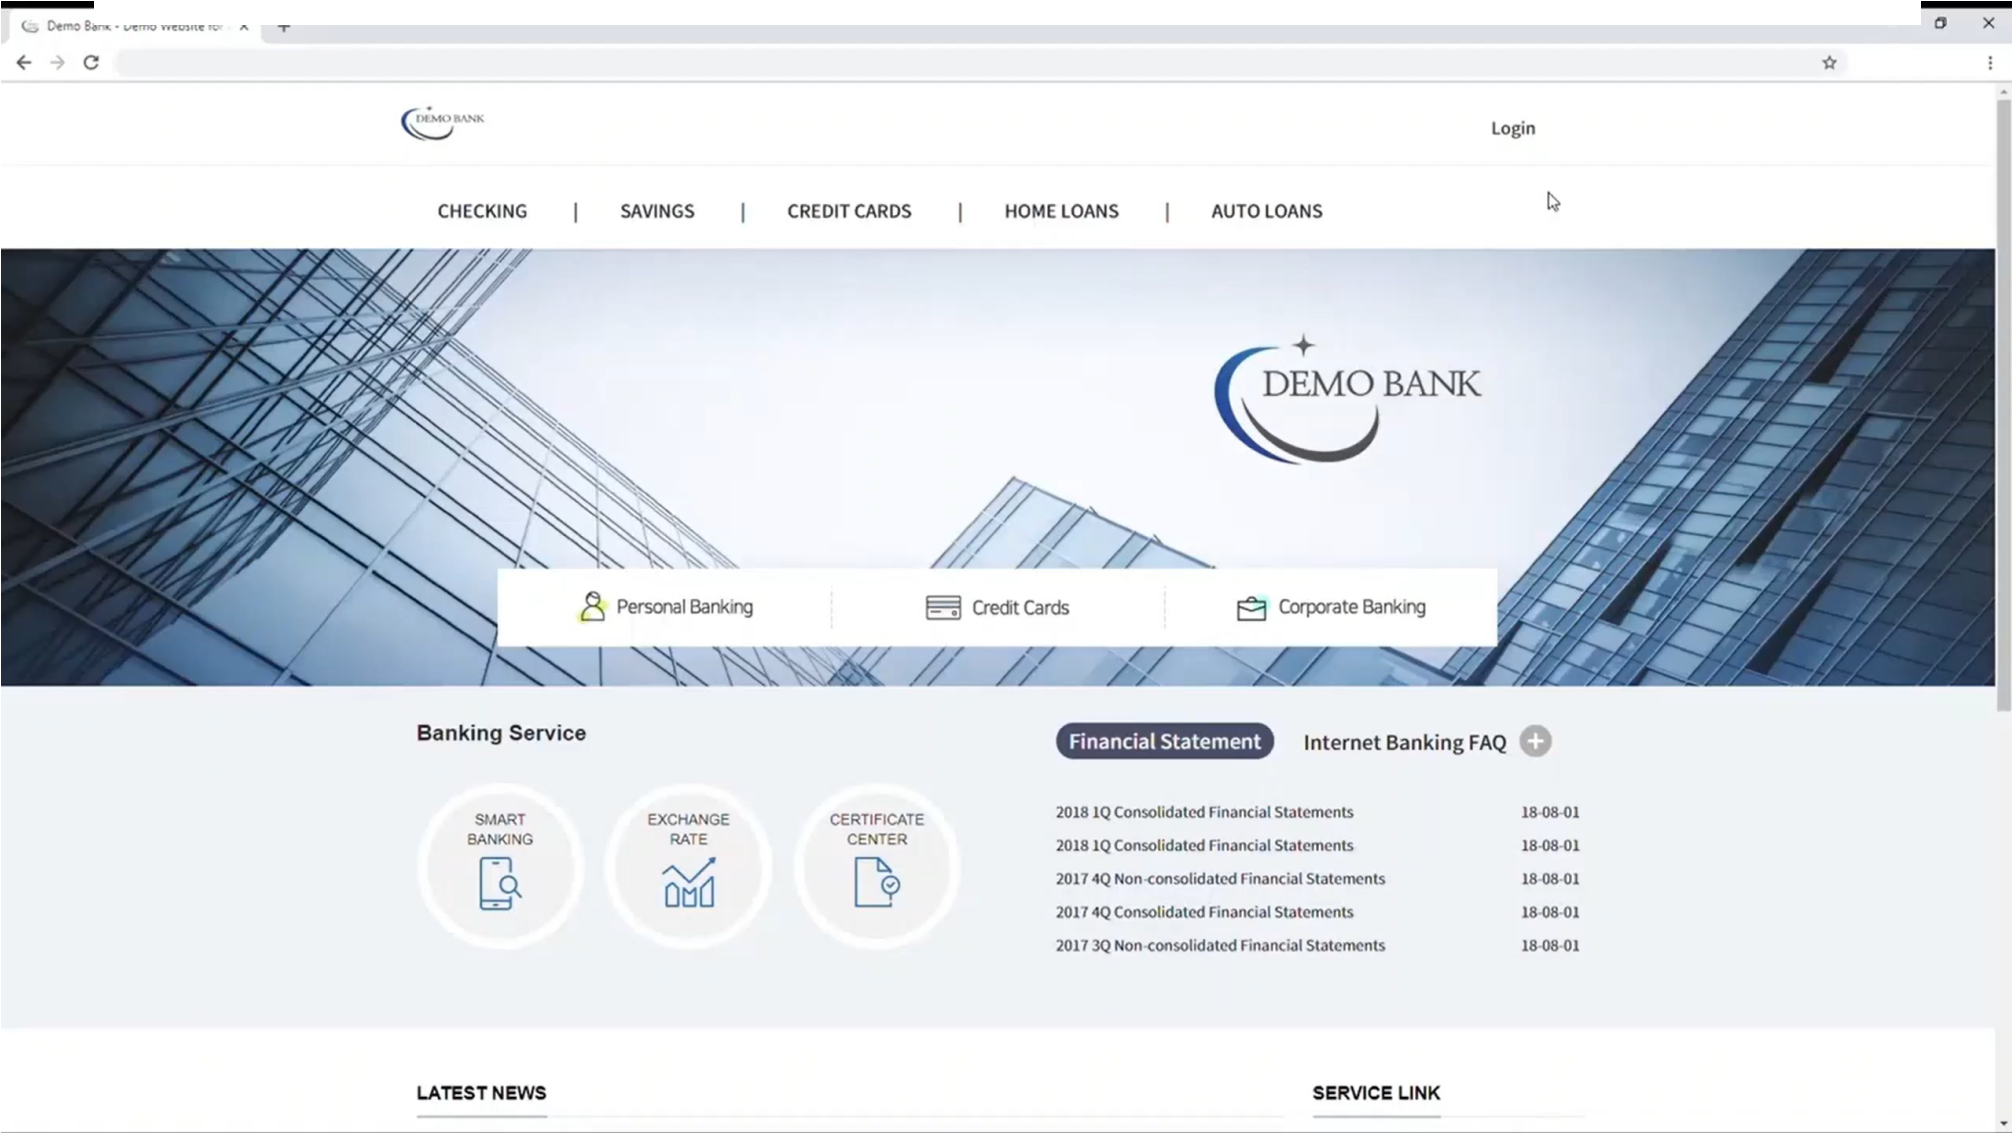 Demo Bank - Demo Website for
DEMO BANK
Login
CHECKING | SAVINGS | CREDIT CARDS | HOME LOANS | AUTO LOANS
DEMO BANK
Personal Banking
Credit Cards
Corporate Banking
Banking Service
SMART
BANKING
EXCHANGE
RATE
CERTIFICATE
CENTER
Financial Statement
Internet Banking FAQ
2018 1Q Consolidated Financial Statements 18-08-01
2018 1Q Consolidated Financial Statements 18-08-01
2017 4Q Non-consolidated Financial Statements 18-08-01
2017 4Q Consolidated Financial Statements 18-08-01
2017 3Q Non-consolidated Financial Statements 18-08-01
LATEST NEWS
SERVICE LINK